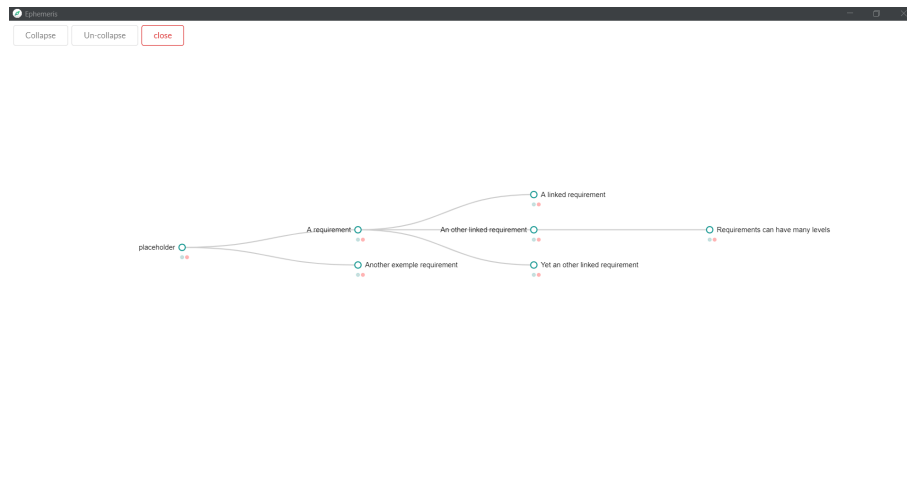 Ephemeris
Collapse
Un-collapse
close
A linked requirement
A requirement
An other linked requirement
Requirements can have many levels
placeholder
Another exemple requirement
Yet an other linked requirement